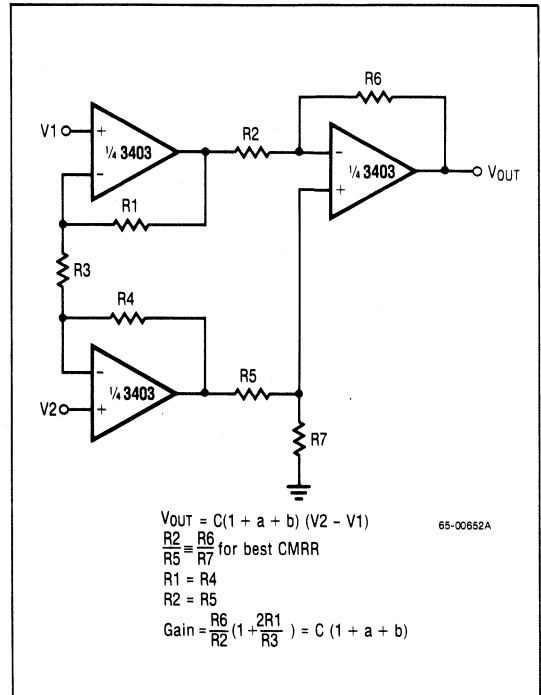 R6
V1
+
¼ 3403
-
R2
-
¼ 3403
+
VOUT
R1
R3
R4
-
¼ 3403
+
V2
R5
R7
VOUT = C(1 + a + b) (V2 - V1)
65-00652A
R2/R5 ≡ R6/R7 for best CMRR
R1 = R4
R2 = R5
Gain = R6/R2 (1 + 2R1/R3) = C (1 + a + b)